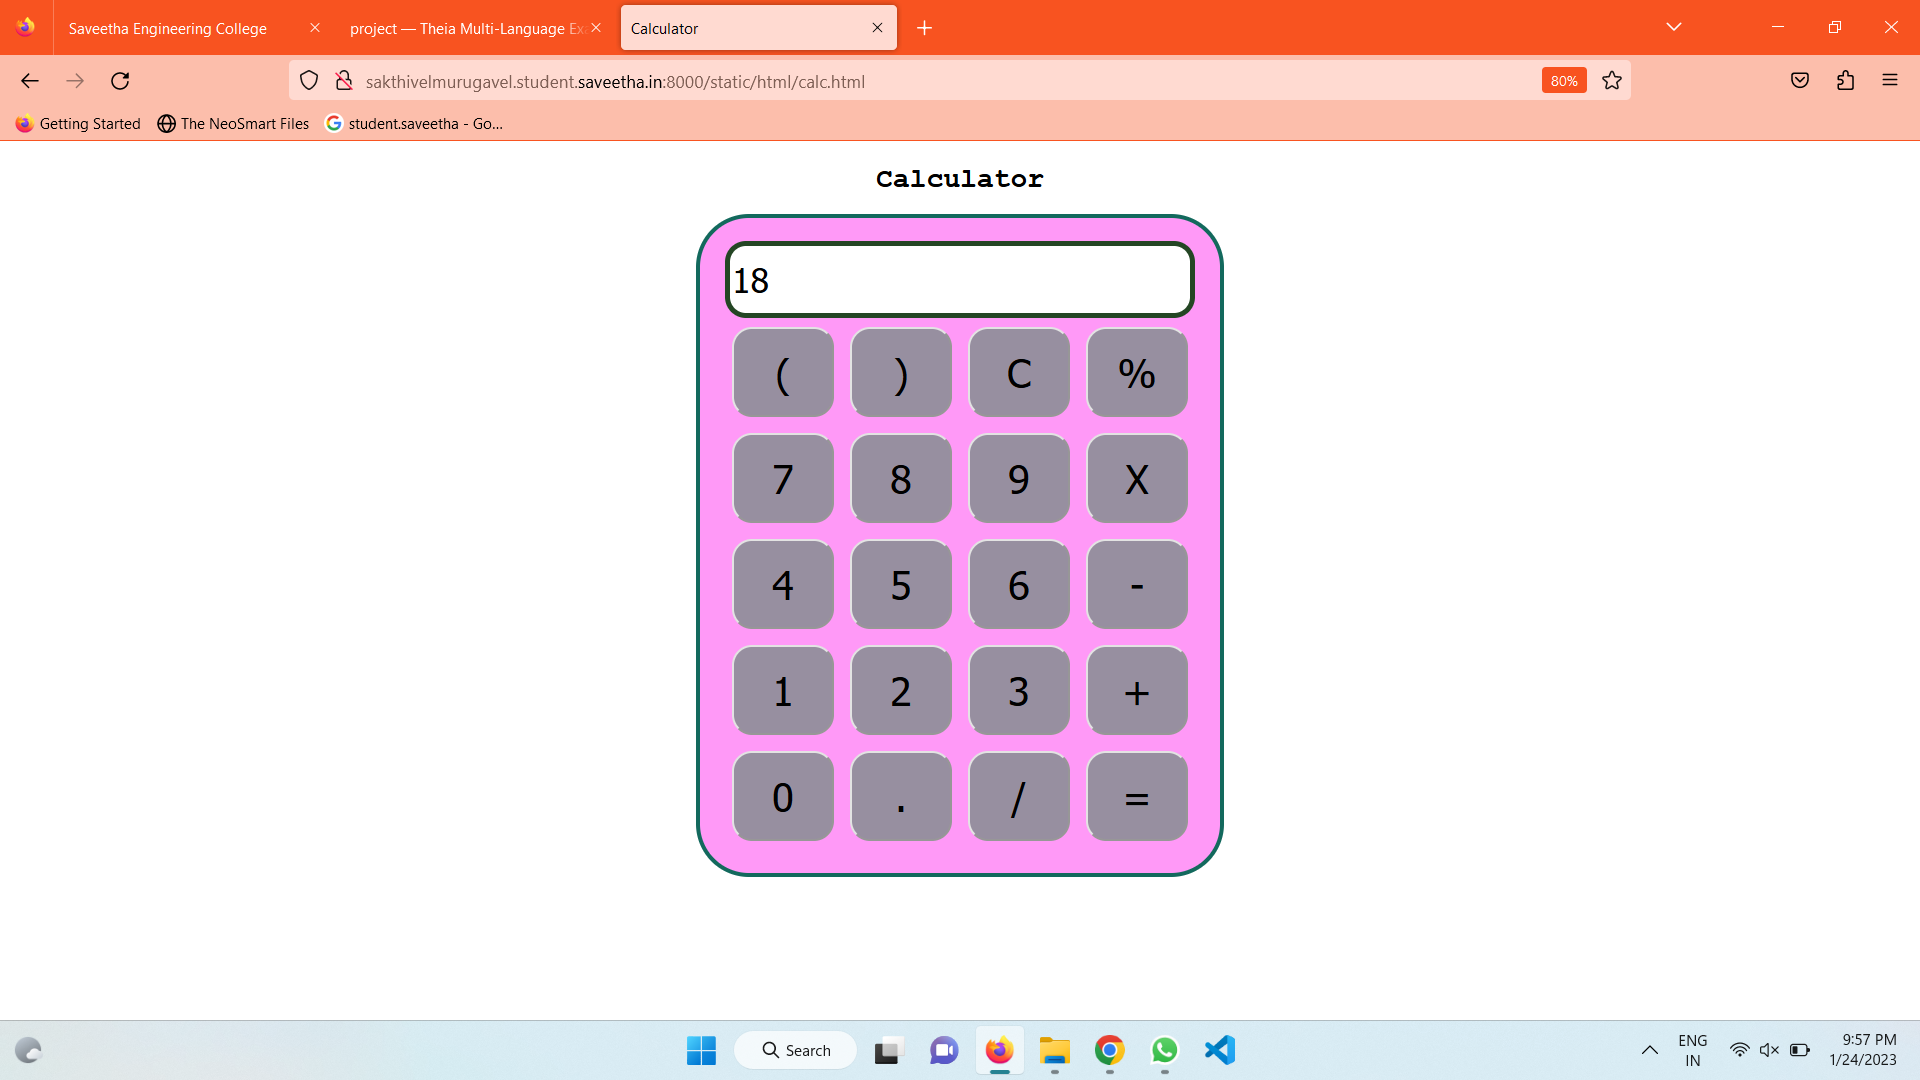 Saveetha Engineering College
project — Theia Multi-Language Ex
Calculator
sakthivelmurugavel.student.saveetha.in:8000/static/html/calc.html
80%
Getting Started
The NeoSmart Files
student.saveetha - Go...
Calculator
18
( ) C %
7 8 9 X
4 5 6 -
1 2 3 +
0 . / =
Search
ENG
IN
9:57 PM
1/24/2023